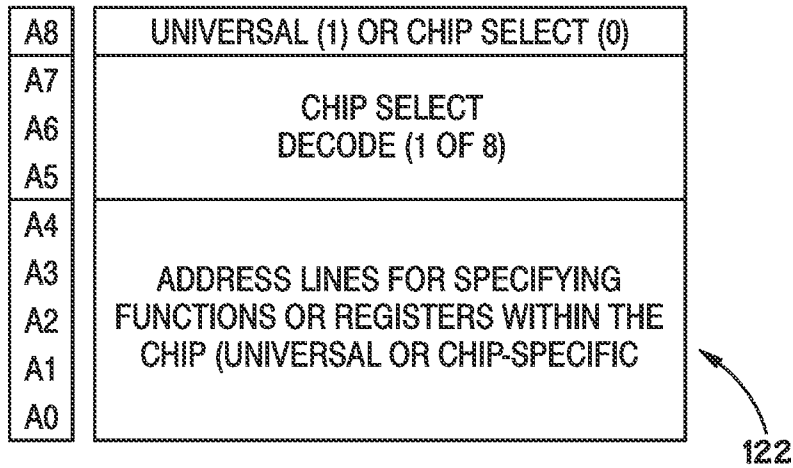 A8 UNIVERSAL (1) OR CHIP SELECT (0)
A7
A6
A5
CHIP SELECT
DECODE (1 OF 8)
A4
A3
A2
A1
A0
ADDRESS LINES FOR SPECIFYING
FUNCTIONS OR REGISTERS WITHIN THE
CHIP (UNIVERSAL OR CHIP-SPECIFIC
122